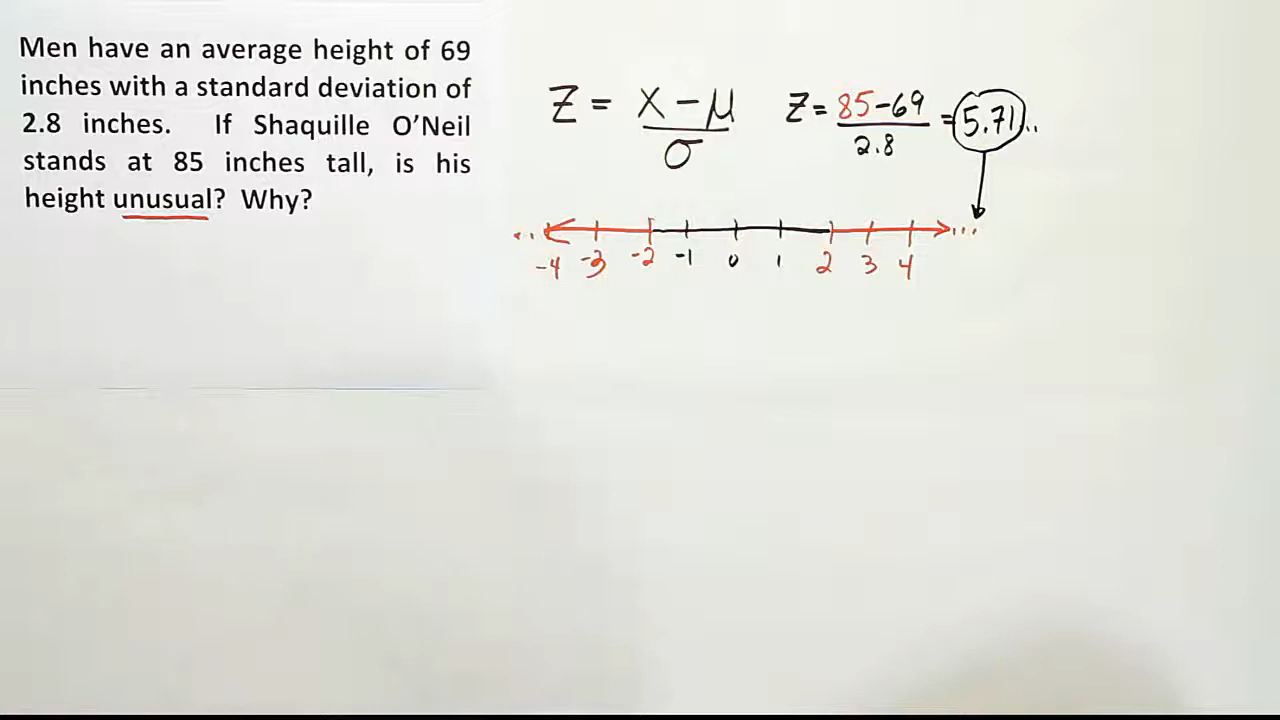 Men have an average height of 69
inches with a standard deviation of
2.8 inches. If Shaquille O’Neil
stands at 85 inches tall, is his
height unusual? Why?
Z = X - μ
σ
Z = 85-69
2.8
= 5.71..
.. -4 -3 -2 -1 0 1 2 3 4 ...